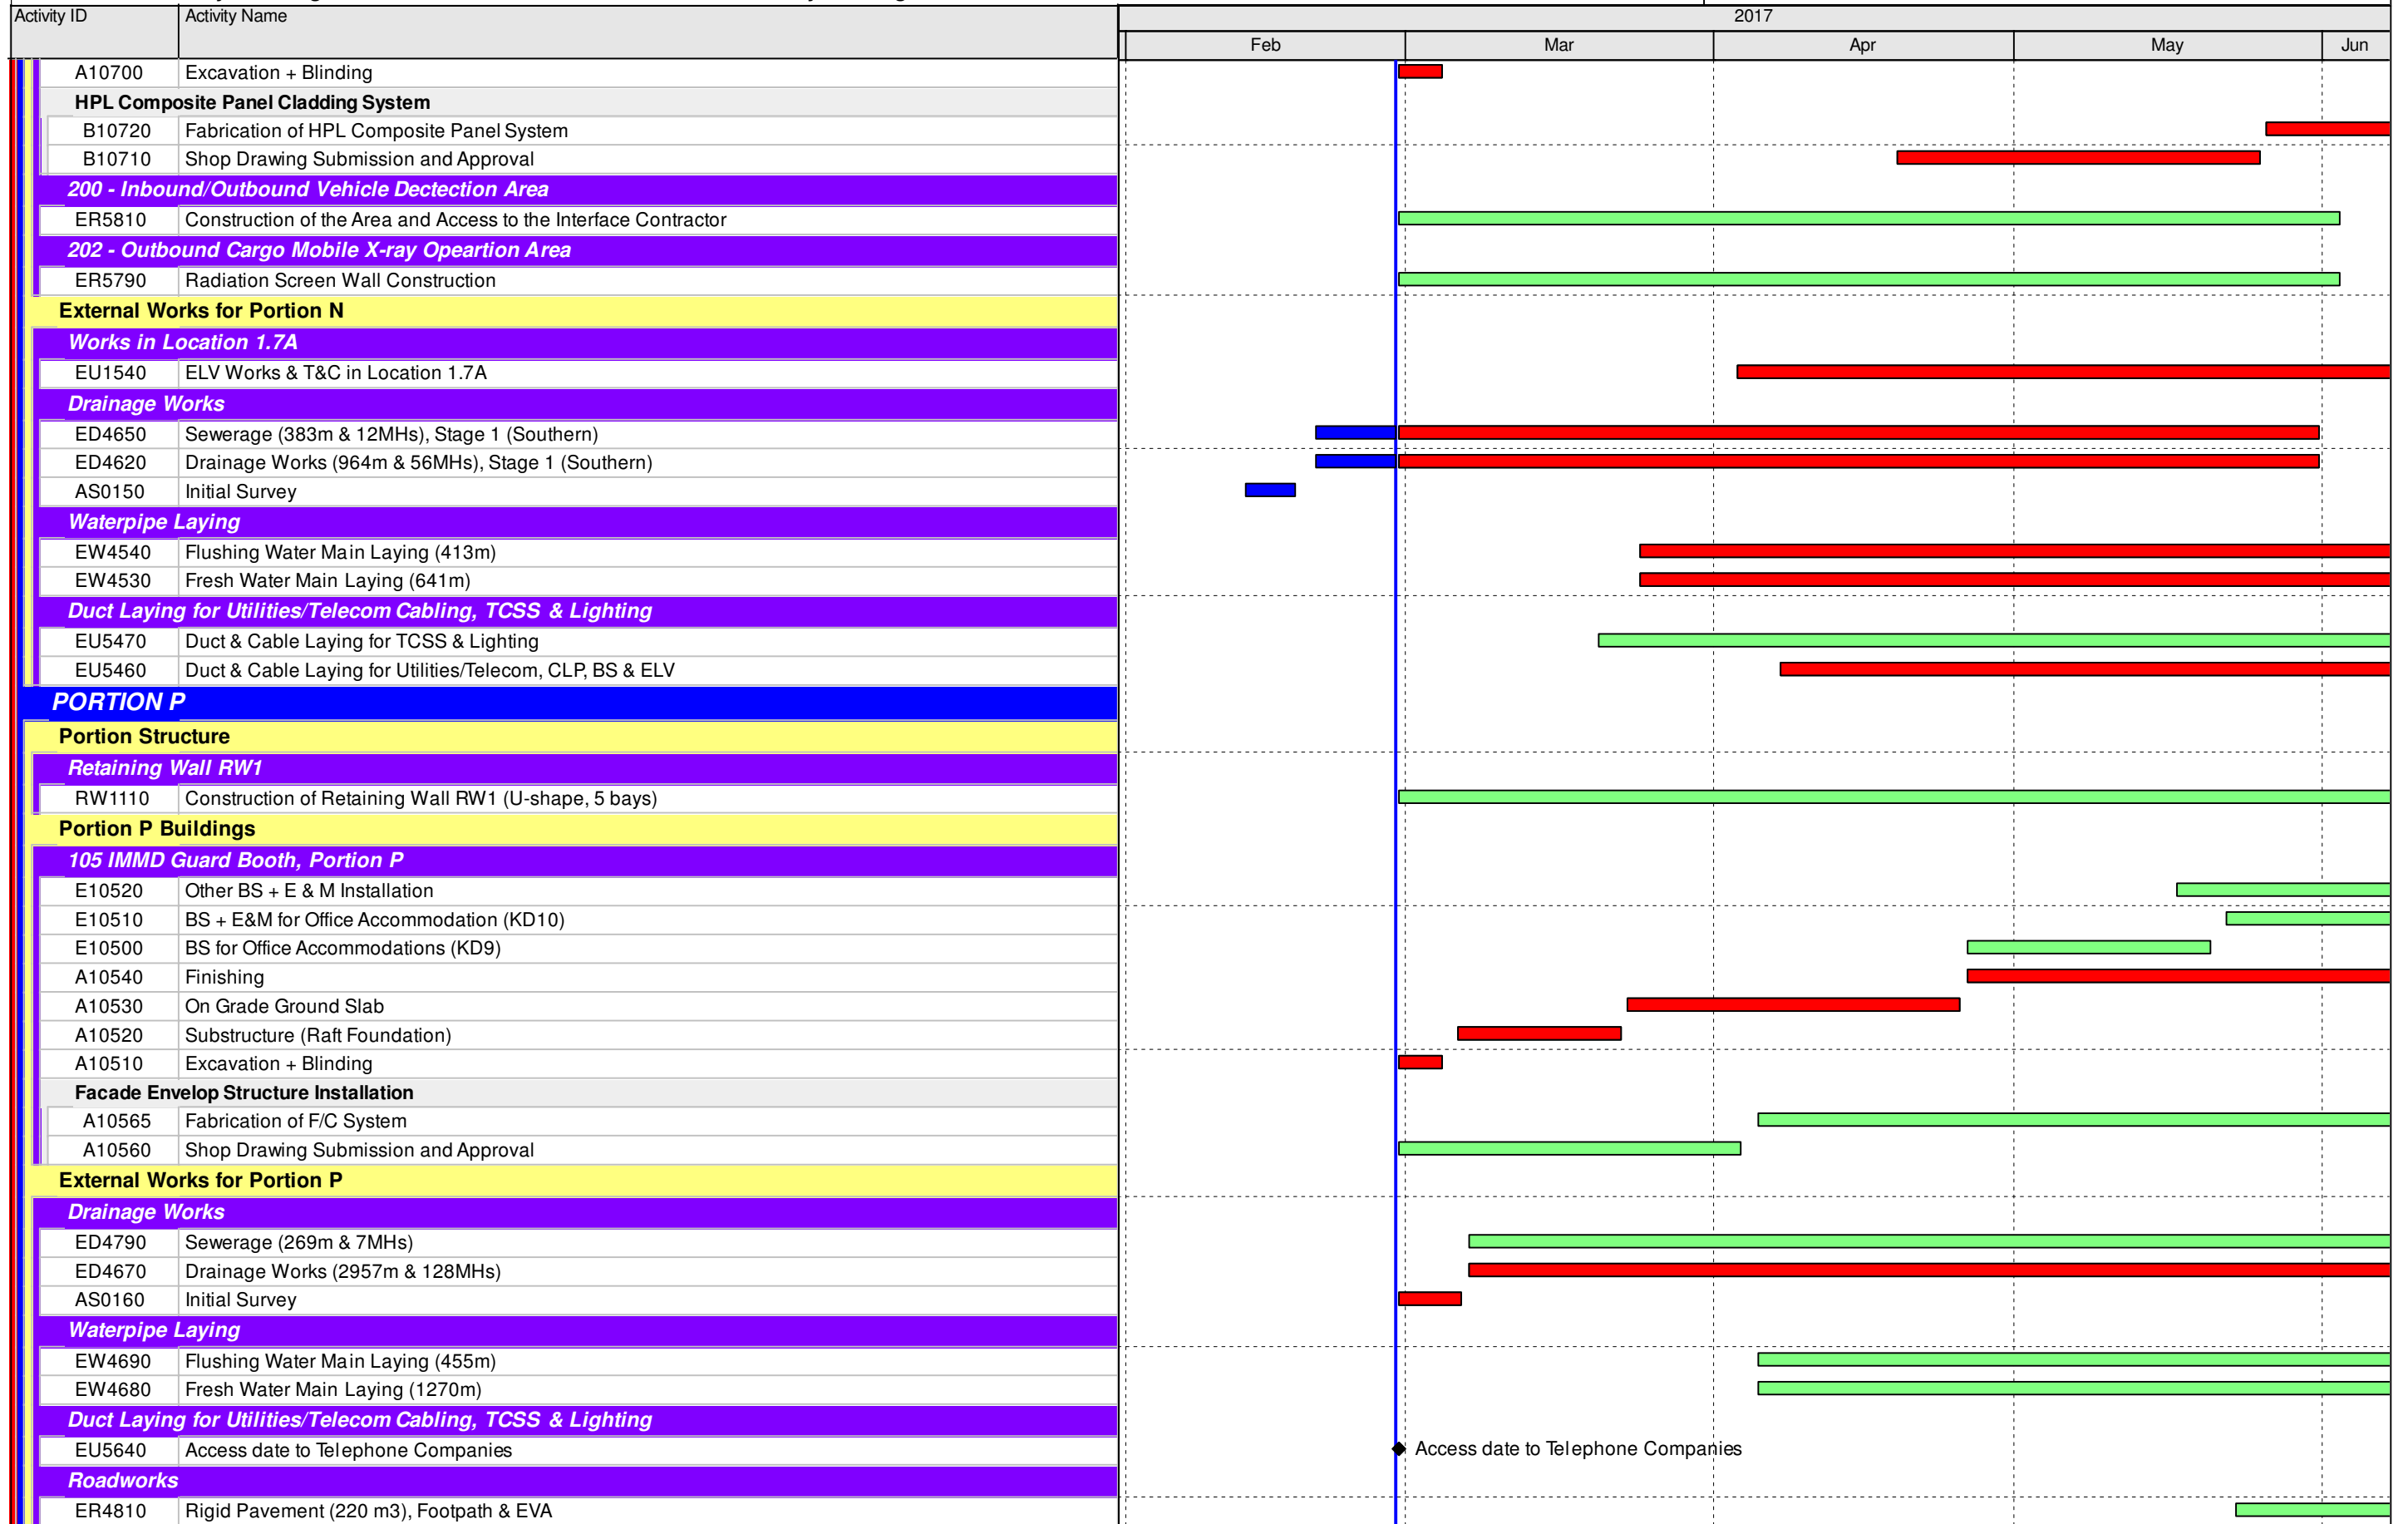 Activity ID Activity Name 2017
Feb Mar Apr May Jun
A10700 Excavation + Blinding
HPL Composite Panel Cladding System
B10720 Fabrication of HPL Composite Panel System
B10710 Shop Drawing Submission and Approval
200 - Inbound/Outbound Vehicle Dectection Area
ER5810 Construction of the Area and Access to the Interface Contractor
202 - Outbound Cargo Mobile X-ray Opeartion Area
ER5790 Radiation Screen Wall Construction
External Works for Portion N
Works in Location 1.7A
EU1540 ELV Works & T&C in Location 1.7A
Drainage Works
ED4650 Sewerage (383m & 12MHs), Stage 1 (Southern)
ED4620 Drainage Works (964m & 56MHs), Stage 1 (Southern)
AS0150 Initial Survey
Waterpipe Laying
EW4540 Flushing Water Main Laying (413m)
EW4530 Fresh Water Main Laying (641m)
Duct Laying for Utilities/Telecom Cabling, TCSS & Lighting
EU5470 Duct & Cable Laying for TCSS & Lighting
EU5460 Duct & Cable Laying for Utilities/Telecom, CLP, BS & ELV
PORTION P
Portion Structure
Retaining Wall RW1
RW1110 Construction of Retaining Wall RW1 (U-shape, 5 bays)
Portion P Buildings
105 IMMD Guard Booth, Portion P
E10520 Other BS + E & M Installation
E10510 BS + E&M for Office Accommodation (KD10)
E10500 BS for Office Accommodations (KD9)
A10540 Finishing
A10530 On Grade Ground Slab
A10520 Substructure (Raft Foundation)
A10510 Excavation + Blinding
Facade Envelop Structure Installation
A10565 Fabrication of F/C System
A10560 Shop Drawing Submission and Approval
External Works for Portion P
Drainage Works
ED4790 Sewerage (269m & 7MHs)
ED4670 Drainage Works (2957m & 128MHs)
AS0160 Initial Survey
Waterpipe Laying
EW4690 Flushing Water Main Laying (455m)
EW4680 Fresh Water Main Laying (1270m)
Duct Laying for Utilities/Telecom Cabling, TCSS & Lighting
EU5640 Access date to Telephone Companies Access date to Telephone Companies
Roadworks
ER4810 Rigid Pavement (220 m3), Footpath & EVA